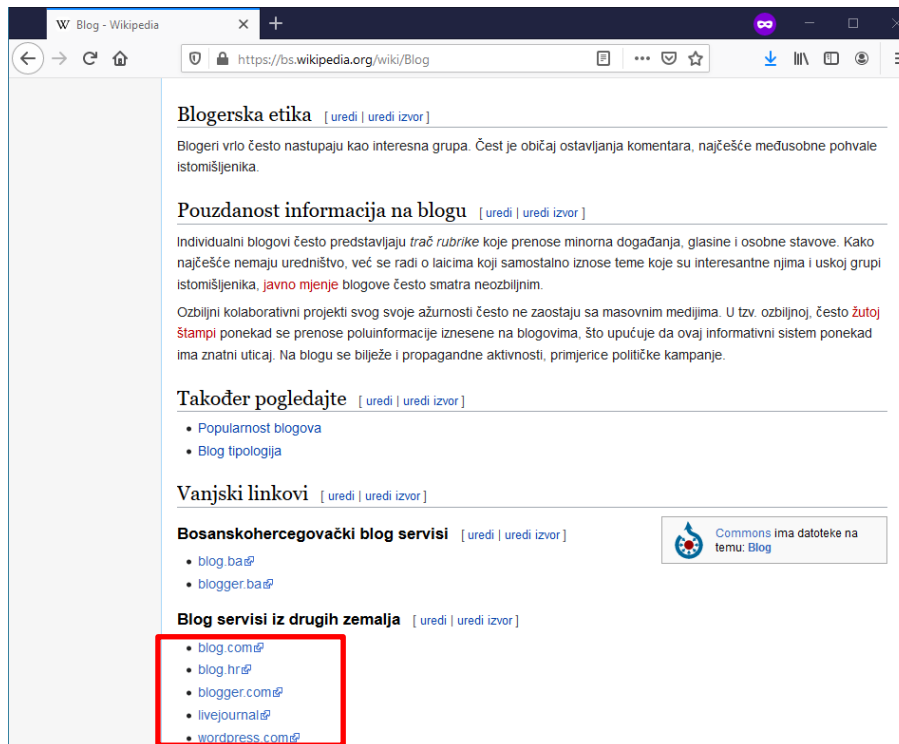 W Blog - Wikipedia
https://bs.wikipedia.org/wiki/Blog
Blogerska etika [ uredi | uredi izvor ]
Blogeri vrlo često nastupaju kao interesna grupa. Čest je običaj ostavljanja komentara, najčešće međusobne pohvale
istomišljenika.
Pouzdanost informacija na blogu [ uredi | uredi izvor ]
Individualni blogovi često predstavljaju trač rubrike koje prenose minorna događanja, glasine i osobne stavove. Kako
najčešće nemaju uredništvo, već se radi o laicima koji samostalno iznose teme koje su interesantne njima i uskoj grupi
istomišljenika, javno mjenje blogove često smatra neozbiljnim.
Ozbiljni kolaborativni projekti svog svoje ažurnosti često ne zaostaju sa masovnim medijima. U tzv. ozbiljnoj, često žutoj
štampi ponekad se prenose poluinformacije iznesene na blogovima, što upućuje da ovaj informativni sistem ponekad
ima znatni uticaj. Na blogu se bilježe i propagandne aktivnosti, primjerice političke kampanje.
Također pogledajte [ uredi | uredi izvor ]
• Popularnost blogova
• Blog tipologija
Vanjski linkovi [ uredi | uredi izvor ]
Bosanskohercegovački blog servisi [ uredi | uredi izvor ]
Commons ima datoteke na
temu: Blog
• blog.ba
• blogger.ba
Blog servisi iz drugih zemalja [ uredi | uredi izvor ]
• blog.com
• blog.hr
• blogger.com
• livejournal
• wordpress.com